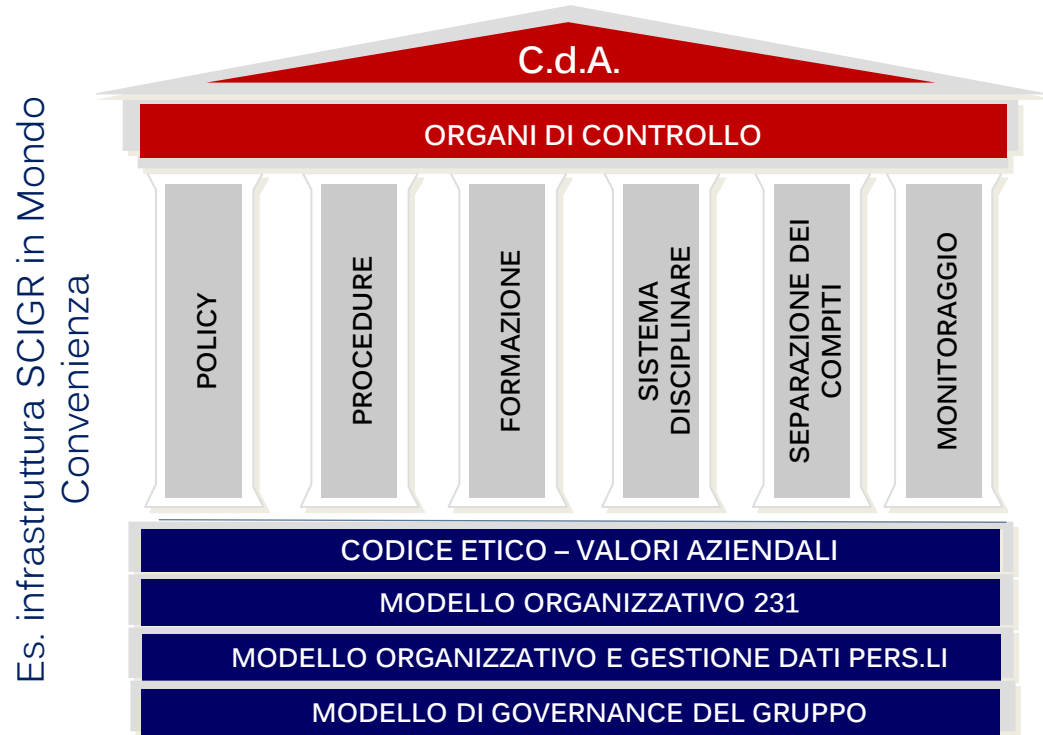 Es. infrastruttura SCIGR in Mondo
Convenienza
C.d.A.
ORGANI DI CONTROLLO
POLICY
PROCEDURE
FORMAZIONE
SISTEMA
DISCIPLINARE
SEPARAZIONE DEI
COMPITI
MONITORAGGIO
CODICE ETICO – VALORI AZIENDALI
MODELLO ORGANIZZATIVO 231
MODELLO ORGANIZZATIVO E GESTIONE DATI PERS.LI
MODELLO DI GOVERNANCE DEL GRUPPO